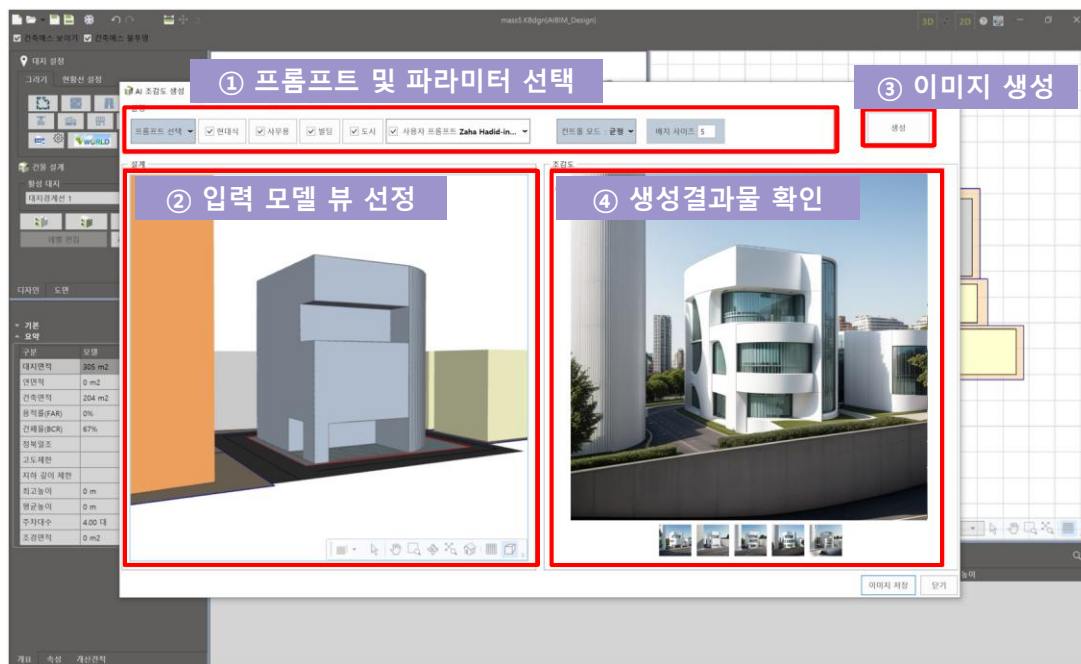 mass5.K8dgn(AIBIM_Design)
3D
2D
건축매스 보이기
건축매스 불투명
대지 설정
그리기 현황선 설정
VWORLD
건물 설계
활성 대지
대지경계선 1
디자인 도면
기본
요약
구분 모델
대지면적 305 m2
연면적 0 m2
건축면적 204 m2
용적률(FAR) 0%
건폐율(BCR) 67%
정북일조
고도제한
지하 깊이 제한
최고높이 0 m
평균높이 0 m
주차대수 4.00 대
조경면적 0 m2
개요 속성 개산견적
AI 조감도 생성
① 프롬프트 및 파라미터 선택
③ 이미지 생성
프롬프트 선택 현대식 사무용 빌딩 도시 사용자 프롬프트 Zaha Hadid-in... 컨트롤 모드 : 균형 배치 사이즈 5
생성
설계
② 입력 모델 뷰 선정
조감도
④ 생성결과물 확인
이미지 저장 닫기
높이